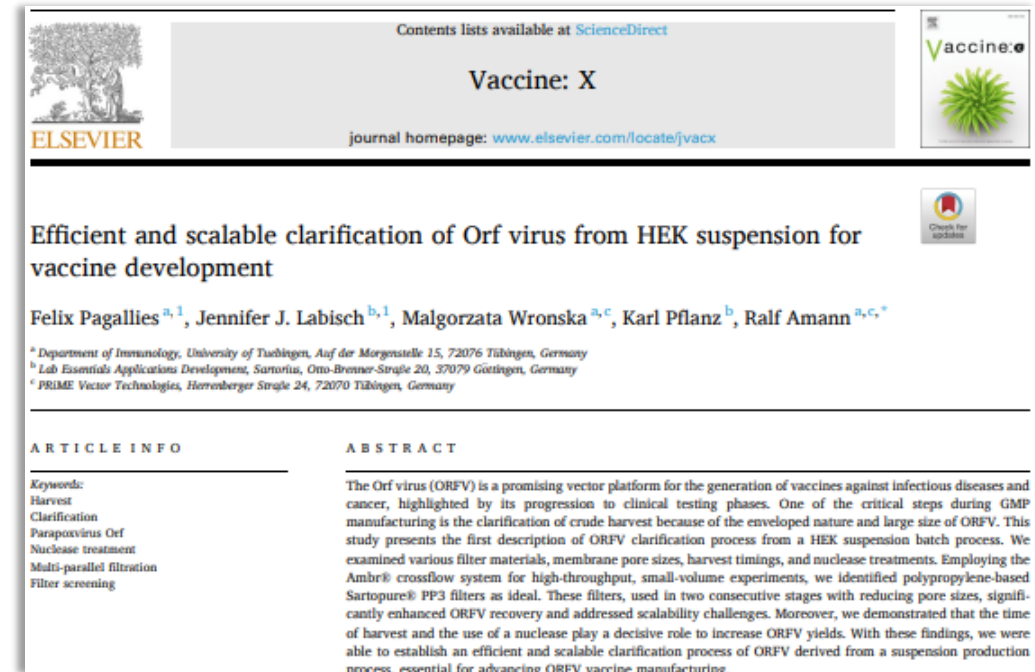 Contents lists available at ScienceDirect
Vaccine: X
journal homepage: www.elsevier.com/locate/jvacx
ELSEVIER
Vaccine:
Check for
updates
Efficient and scalable clarification of Orf virus from HEK suspension for
vaccine development
Felix Pagallies a,1, Jennifer J. Labisch b,1, Malgorzata Wronska a,c, Karl Pflanz b, Ralf Amann a,c,*
a Department of Immunology, University of Tuebingen, Auf der Morgenstelle 15, 72076 Tübingen, Germany
b Lab Essentials Applications Development, Sartorius, Otto-Brenner-Straße 20, 37079 Göttingen, Germany
c PRiME Vector Technologies, Herrenberger Straße 24, 72070 Tübingen, Germany
ARTICLE INFO
Keywords:
Harvest
Clarification
Parapoxvirus Orf
Nuclease treatment
Multi-parallel filtration
Filter screening
ABSTRACT
The Orf virus (ORFV) is a promising vector platform for the generation of vaccines against infectious diseases and
cancer, highlighted by its progression to clinical testing phases. One of the critical steps during GMP
manufacturing is the clarification of crude harvest because of the enveloped nature and large size of ORFV. This
study presents the first description of ORFV clarification process from a HEK suspension batch process. We
examined various filter materials, membrane pore sizes, harvest timings, and nuclease treatments. Employing the
Ambr® crossflow system for high-throughput, small-volume experiments, we identified polypropylene-based
Sartopure® PP3 filters as ideal. These filters, used in two consecutive stages with reducing pore sizes, signifi-
cantly enhanced ORFV recovery and addressed scalability challenges. Moreover, we demonstrated that the time
of harvest and the use of a nuclease play a decisive role to increase ORFV yields. With these findings, we were
able to establish an efficient and scalable clarification process of ORFV derived from a suspension production
process, essential for advancing ORFV vaccine manufacturing.